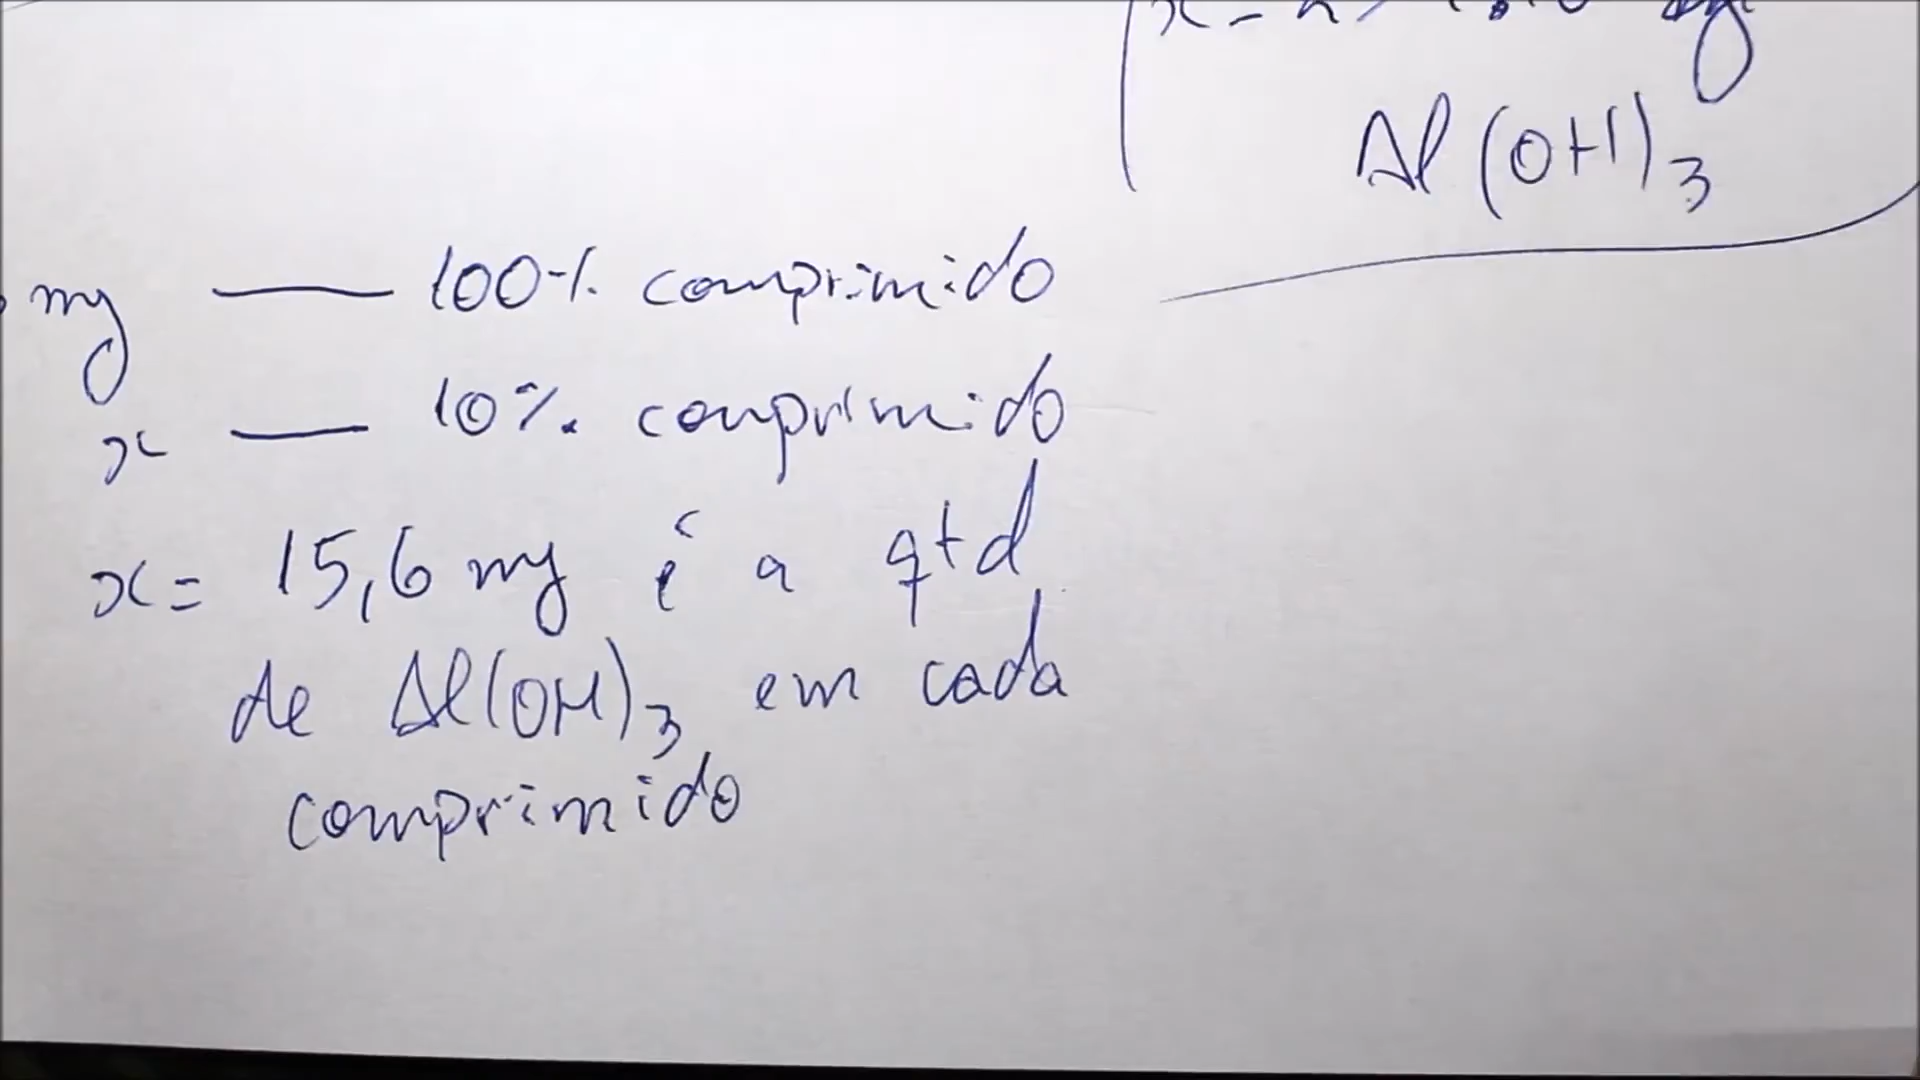 Al(OH)3
mg — 100% comprimido
x — 10% comprimido
x = 15,6 mg é a qtd
de Al(OH)3 em cada
comprimido